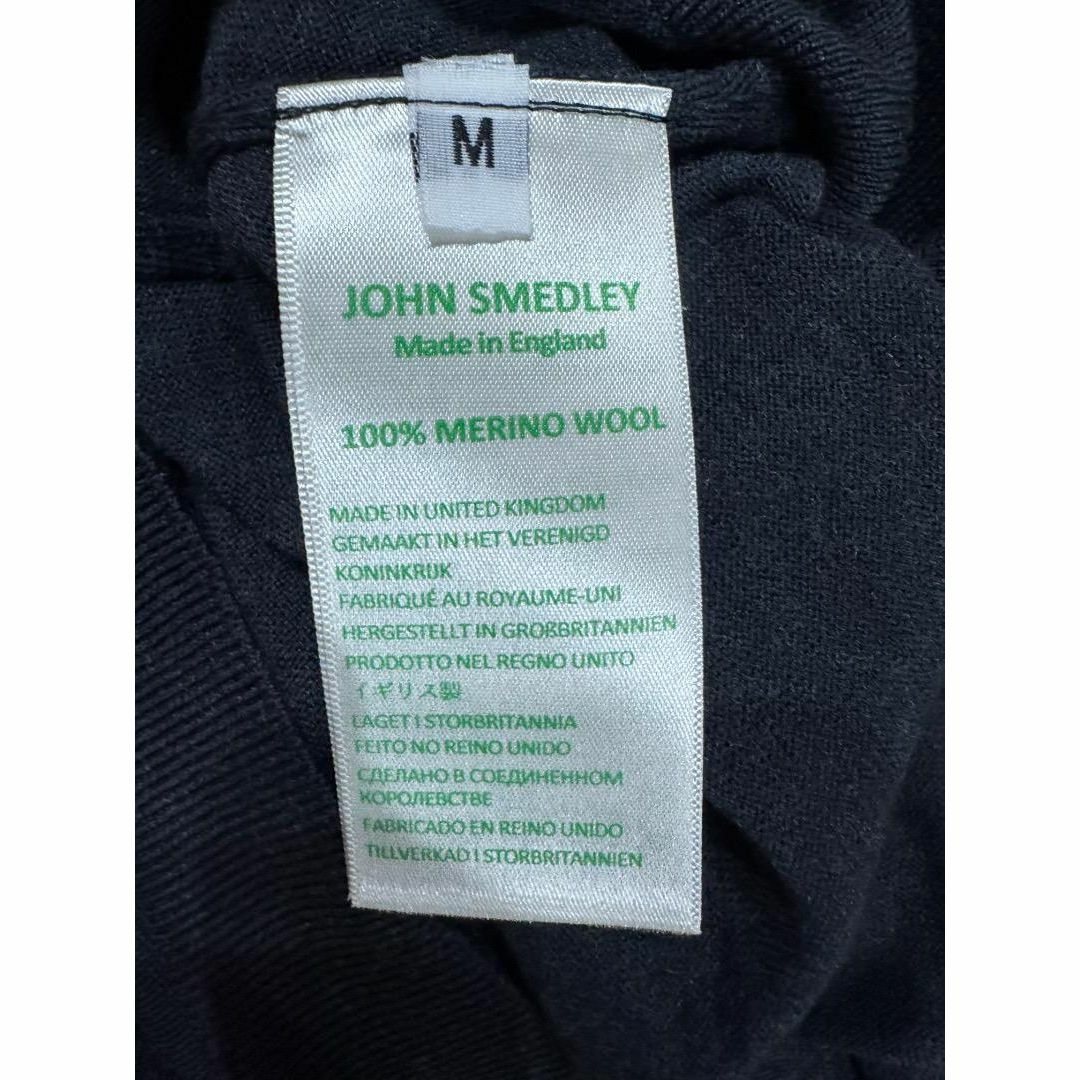 M
JOHN SMEDLEY
Made in England
100% MERINO WOOL
MADE IN UNITED KINGDOM
GEMAAKT IN HET VERENIGD
KONINKRIJK
FABRIQUÉ AU ROYAUME-UNI
HERGESTELLT IN GROßBRITANNIEN
PRODOTTO NEL REGNO UNITO
イギリス製
LAGET I STORBRITANNIA
FEITO NO REINO UNIDO
СДЕЛАНО В СОЕДИНЕННОМ
КОРОЛЕВСТВЕ
FABRICADO EN REINO UNIDO
TILLVERKAD I STORBRITANNIEN